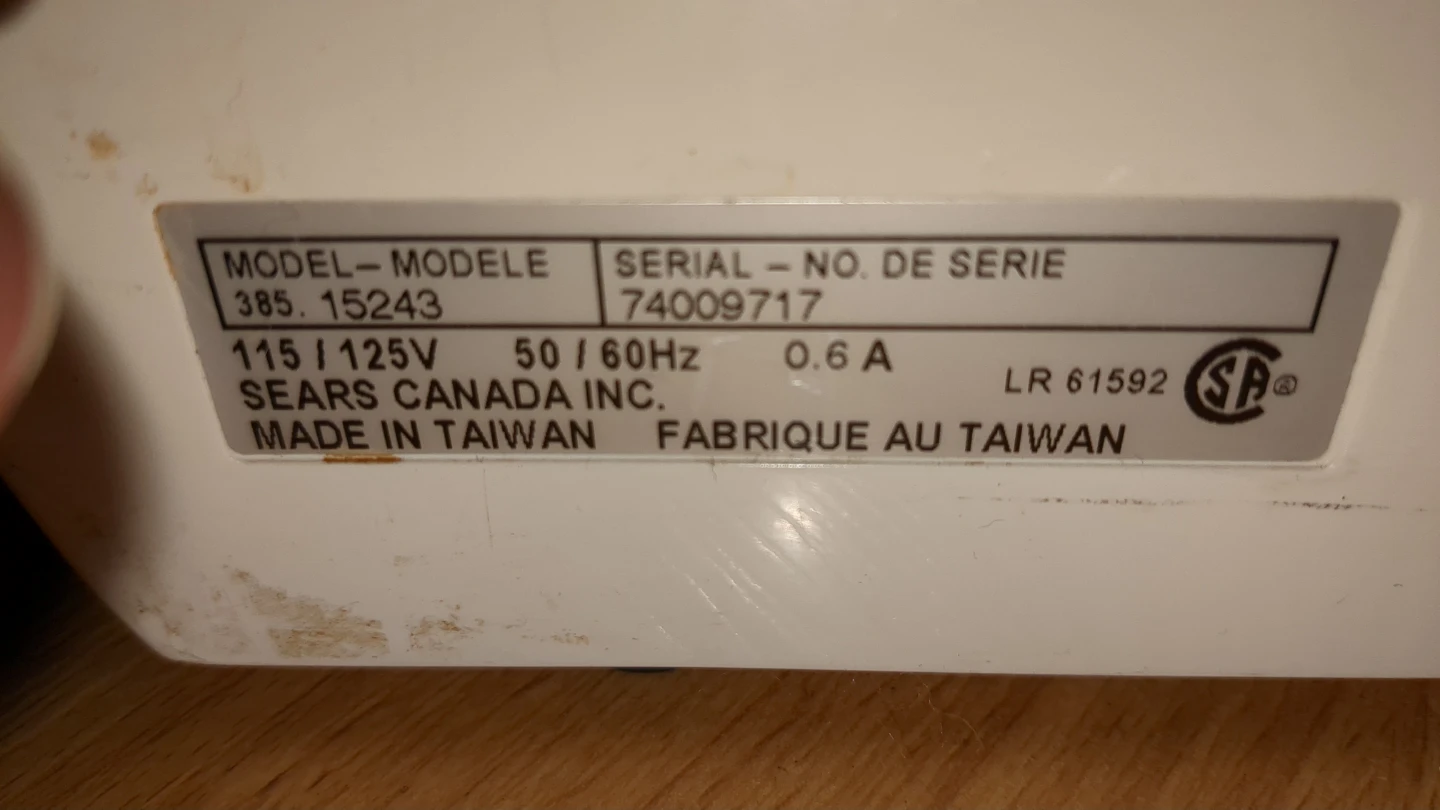 MODEL – MODELE SERIAL – NO. DE SERIE
385. 15243 74009717
115 / 125V 50 / 60Hz 0.6 A
LR 61592 SA ®
SEARS CANADA INC.
MADE IN TAIWAN FABRIQUE AU TAIWAN